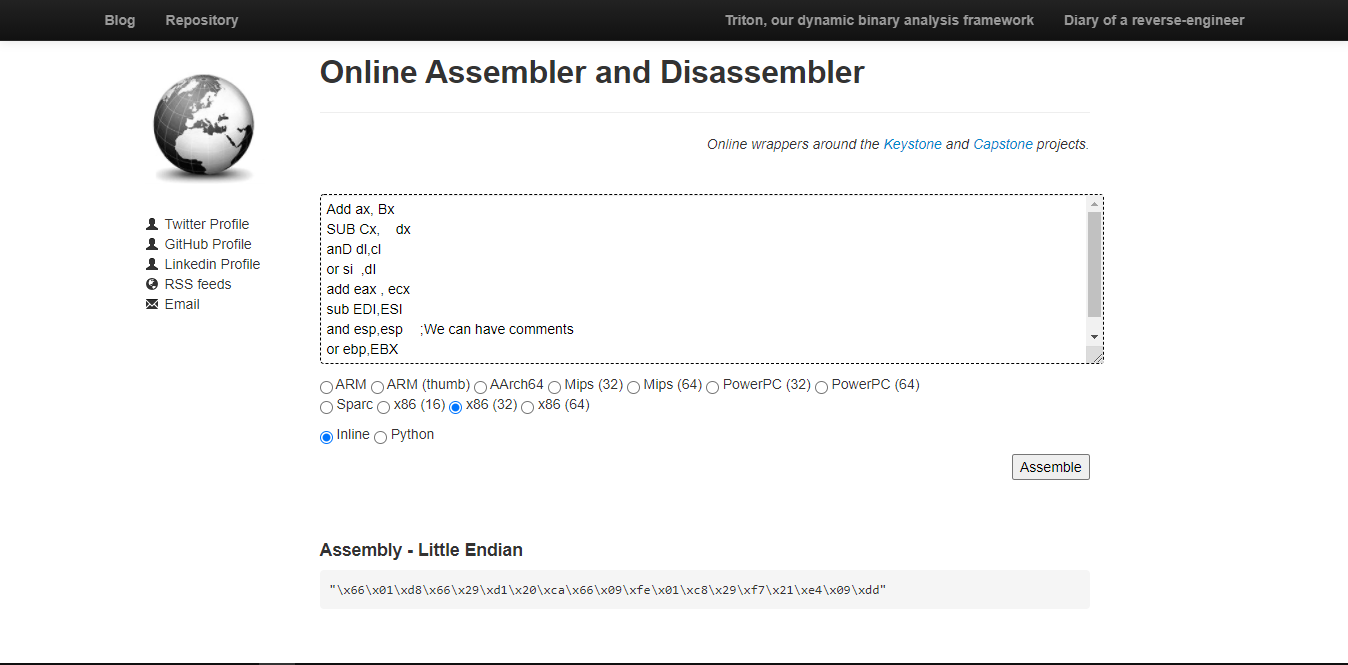 Blog Repository Triton, our dynamic binary analysis framework Diary of a reverse-engineer
Online Assembler and Disassembler
Online wrappers around the Keystone and Capstone projects.
Twitter Profile
GitHub Profile
Linkedin Profile
RSS feeds
Email
Add ax, Bx
SUB Cx,    dx
anD dl,cl
or si  ,dI
add eax , ecx
sub EDI,ESI
and esp,esp    ;We can have comments
or ebp,EBX
ARM ARM (thumb) AArch64 Mips (32) Mips (64) PowerPC (32) PowerPC (64)
Sparc x86 (16) x86 (32) x86 (64)
Inline Python
Assemble
Assembly - Little Endian
"\x66\x01\xd8\x66\x29\xd1\x20\xca\x66\x09\xfe\x01\xc8\x29\xf7\x21\xe4\x09\xdd"